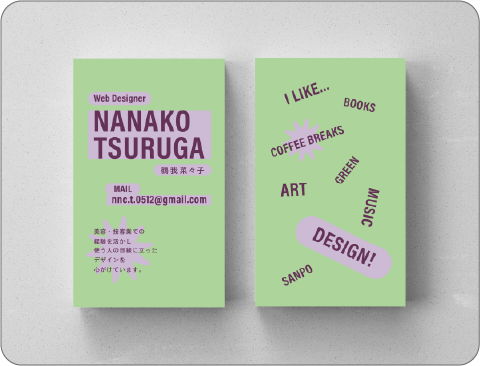 Web Designer
NANAKO
TSURUGA
鶴我菜々子
MAIL
nnc.t.0512@gmail.com
美容・接客業での
経験を活かし
使う人の目線に立った
デザインを
心がけています。
I LIKE...
BOOKS
COFFEE BREAKS
GREEN
ART
MUSIC
DESIGN!
SANPO